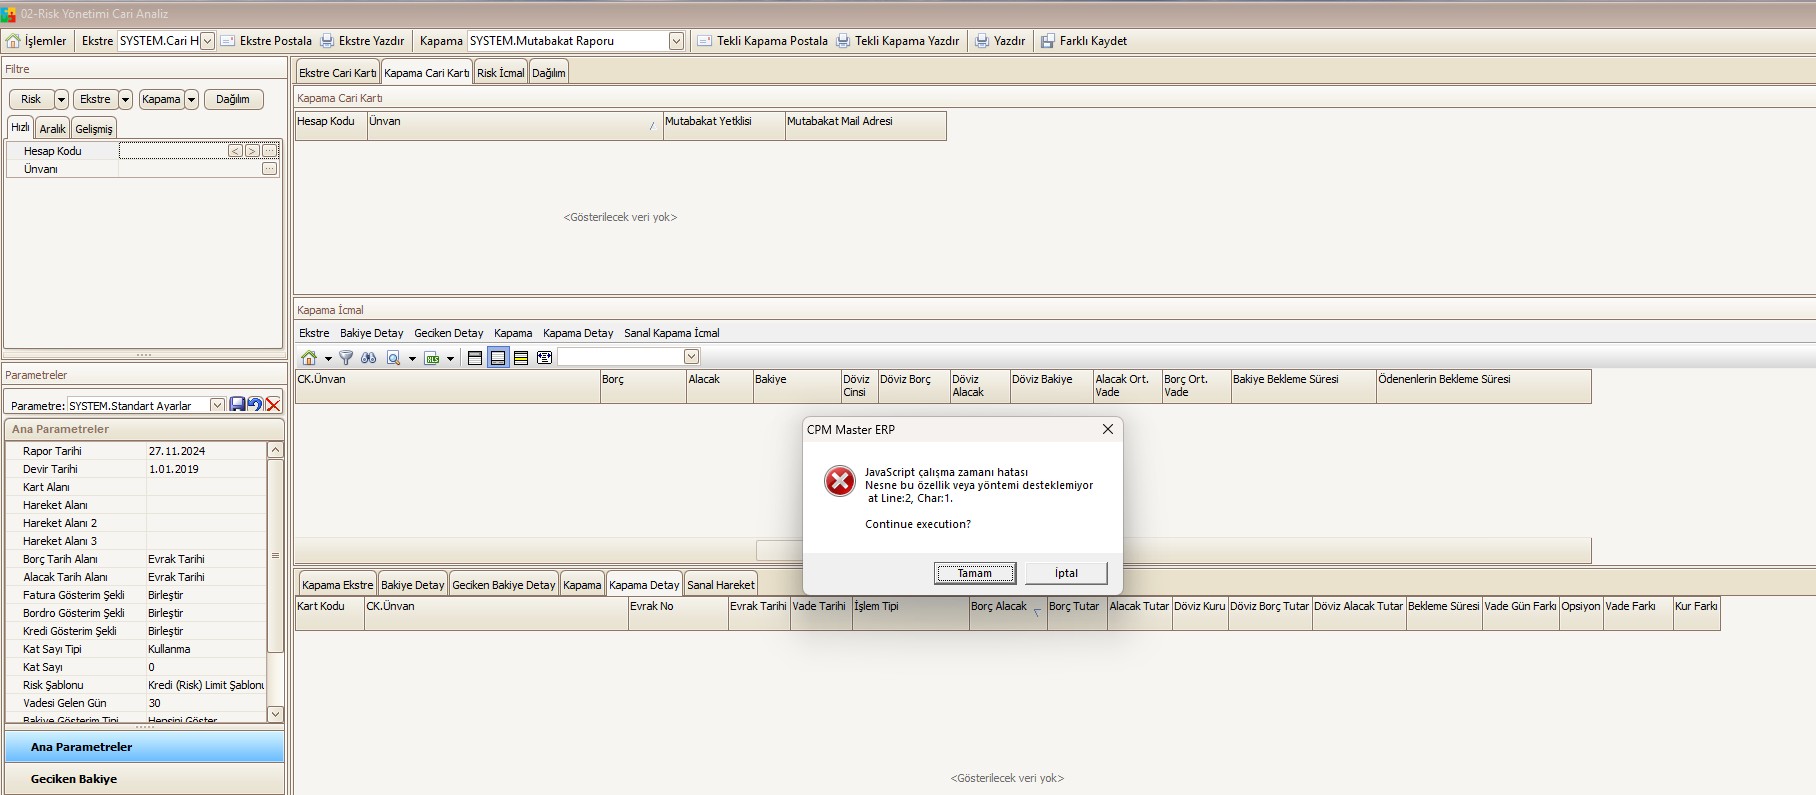 02-Risk Yönetimi Cari Analiz
İşlemler Ekstre SYSTEM.Cari H Ekstre Postala Ekstre Yazdır Kapama SYSTEM.Mutabakat Raporu Tekli Kapama Postala Tekli Kapama Yazdır Yazdır Farklı Kaydet
Filtre
Risk Ekstre Kapama Dağılım
Hızlı Aralık Gelişmiş
Hesap Kodu
Ünvanı
Ekstre Cari Kartı Kapama Cari Kartı Risk İcmal Dağılım
Kapama Cari Kartı
Hesap Kodu Ünvan Mutabakat Yetklisi Mutabakat Mail Adresi
<Gösterilecek veri yok>
Kapama İcmal
Ekstre Bakiye Detay Geciken Detay Kapama Kapama Detay Sanal Kapama İcmal
CK.Ünvan Borç Alacak Bakiye Döviz Cinsi Döviz Borç Döviz Alacak Döviz Bakiye Alacak Ort. Vade Borç Ort. Vade Bakiye Bekleme Süresi Ödenenlerin Bekleme Süresi
Parametreler
Parametre: SYSTEM.Standart Ayarlar
Ana Parametreler
Rapor Tarihi 27.11.2024
Devir Tarihi 1.01.2019
Kart Alanı
Hareket Alanı
Hareket Alanı 2
Hareket Alanı 3
Borç Tarih Alanı Evrak Tarihi
Alacak Tarih Alanı Evrak Tarihi
Fatura Gösterim Şekli Birleştir
Bordro Gösterim Şekli Birleştir
Kredi Gösterim Şekli Birleştir
Kat Sayı Tipi Kullanma
Kat Sayı 0
Risk Şablonu Kredi (Risk) Limit Şablonu
Vadesi Gelen Gün 30
Bakiye Gösterim Tipi Hepsini Göster
Ana Parametreler
Geciken Bakiye
CPM Master ERP
JavaScript çalışma zamanı hatası
Nesne bu özellik veya yöntemi desteklemiyor
at Line:2, Char:1.
Continue execution?
Tamam İptal
Kapama Ekstre Bakiye Detay Geciken Bakiye Detay Kapama Kapama Detay Sanal Hareket
Kart Kodu CK.Ünvan Evrak No Evrak Tarihi Vade Tarihi İşlem Tipi Borç Alacak Borç Tutar Alacak Tutar Döviz Kuru Döviz Borç Tutar Döviz Alacak Tutar Bekleme Süresi Vade Gün Farkı Opsiyon Vade Farkı Kur Farkı
<Gösterilecek veri yok>